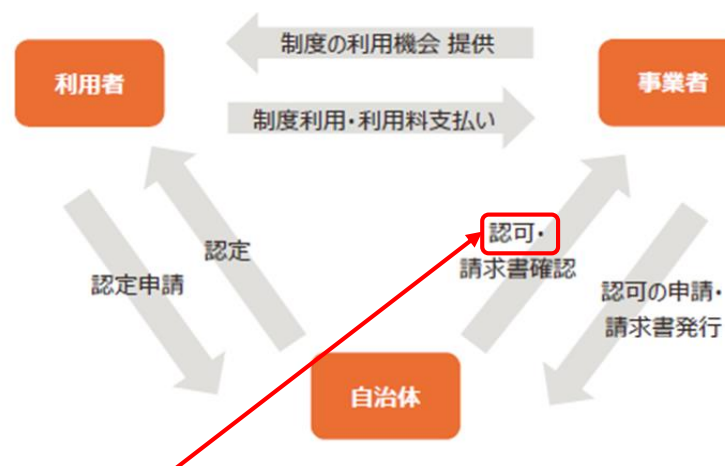 制度の利用機会 提供
利用者
事業者
制度利用・利用料支払い
認定
認定申請
認可・
請求書確認
認可の申請・
請求書発行
自治体